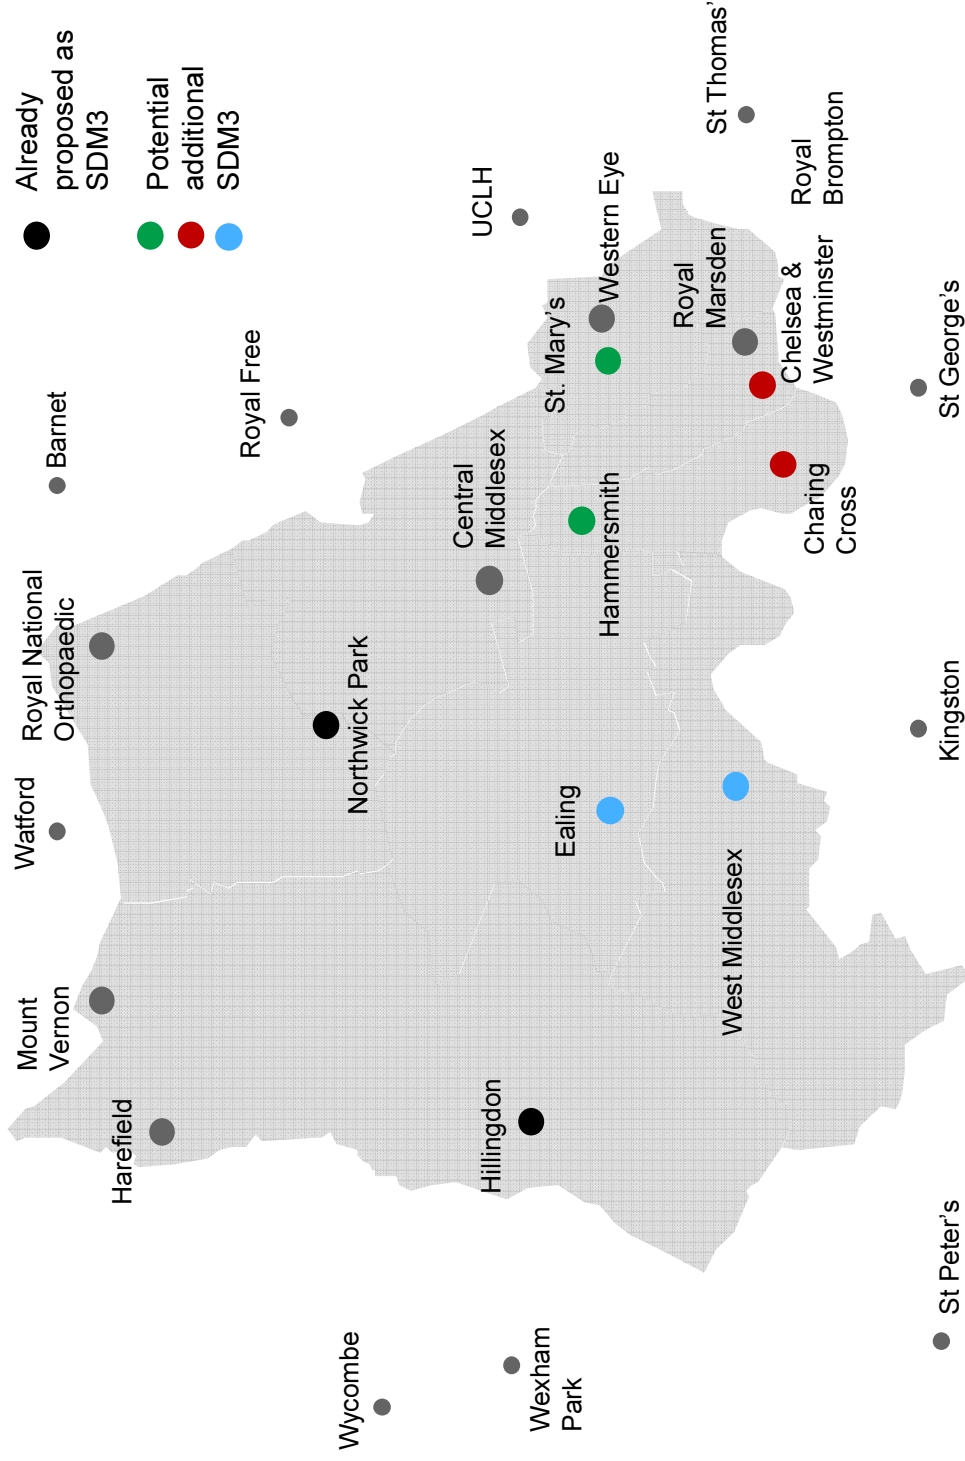 Already
proposed as
SDM3
Potential
additional
SDM3
Mount
Vernon
Watford
Royal National
Orthopaedic
Barnet
Harefield
Northwick Park
Royal Free
Wycombe
Hillingdon
Central
Middlesex
UCLH
Wexham
Park
Ealing
Hammersmith
St. Mary's
Western Eye
West Middlesex
Royal
Marsden
St Thomas'
Charing
Cross
Chelsea &
Westminster
Royal
Brompton
St Peter's
Kingston
St George's